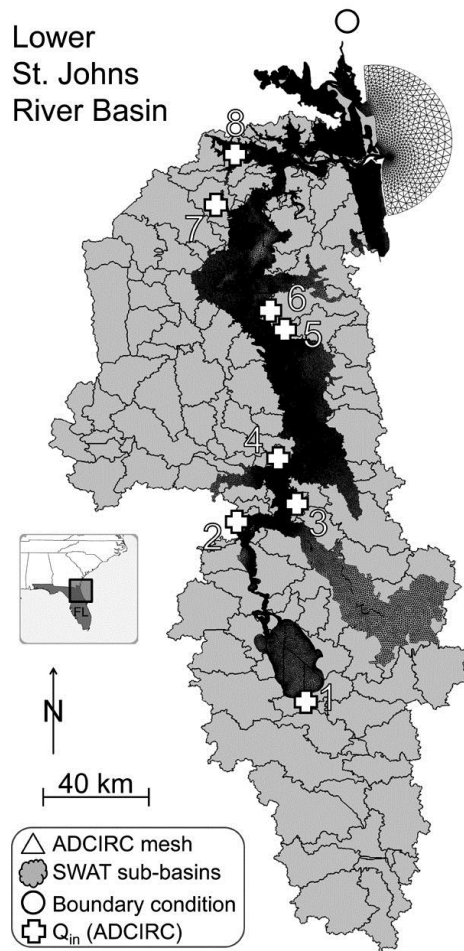 Lower
St. Johns
River Basin
8
7
6
5
4
3
2
FL
1
N
40 km
ADCIRC mesh
SWAT sub-basins
Boundary condition
Qin (ADCIRC)